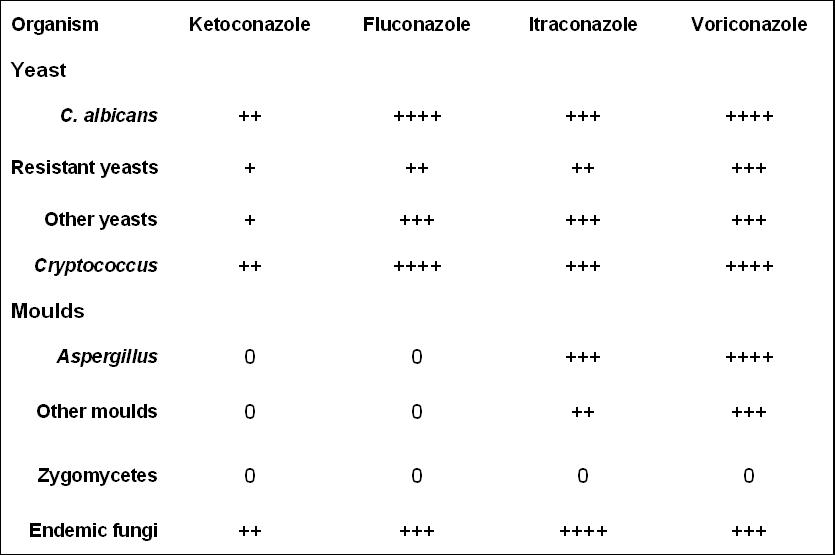 Organism Ketoconazole Fluconazole Itraconazole Voriconazole
Yeast
C. albicans ++ ++++ +++ ++++
Resistant yeasts + ++ ++ +++
Other yeasts + +++ +++ +++
Cryptococcus ++ ++++ +++ ++++
Moulds
Aspergillus 0 0 +++ ++++
Other moulds 0 0 ++ +++
Zygomycetes 0 0 0 0
Endemic fungi ++ +++ ++++ +++